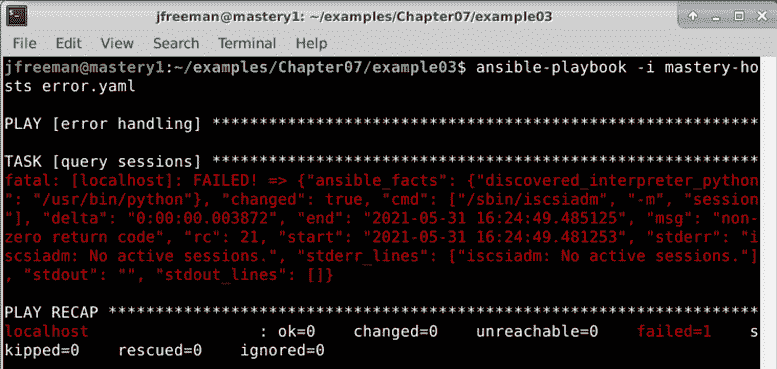 jfreeman@mastery1: ~/examples/Chapter07/example03
File Edit View Search Terminal Help
jfreeman@mastery1:~/examples/Chapter07/example03$ ansible-playbook -i mastery-ho
sts error.yaml
PLAY [error handling] **********************************************************
TASK [query sessions] **********************************************************
fatal: [localhost]: FAILED! => {"ansible_facts": {"discovered_interpreter_python
": "/usr/bin/python"}, "changed": true, "cmd": ["/sbin/iscsiadm", "-m", "session
"], "delta": "0:00:00.003872", "end": "2021-05-31 16:24:49.485125", "msg": "non-
zero return code", "rc": 21, "start": "2021-05-31 16:24:49.481253", "stderr": "i
scsiadm: No active sessions.", "stderr_lines": ["iscsiadm: No active sessions."]
, "stdout": "", "stdout_lines": []}
PLAY RECAP *********************************************************************
localhost : ok=0 changed=0 unreachable=0 failed=1 s
kipped=0 rescued=0 ignored=0